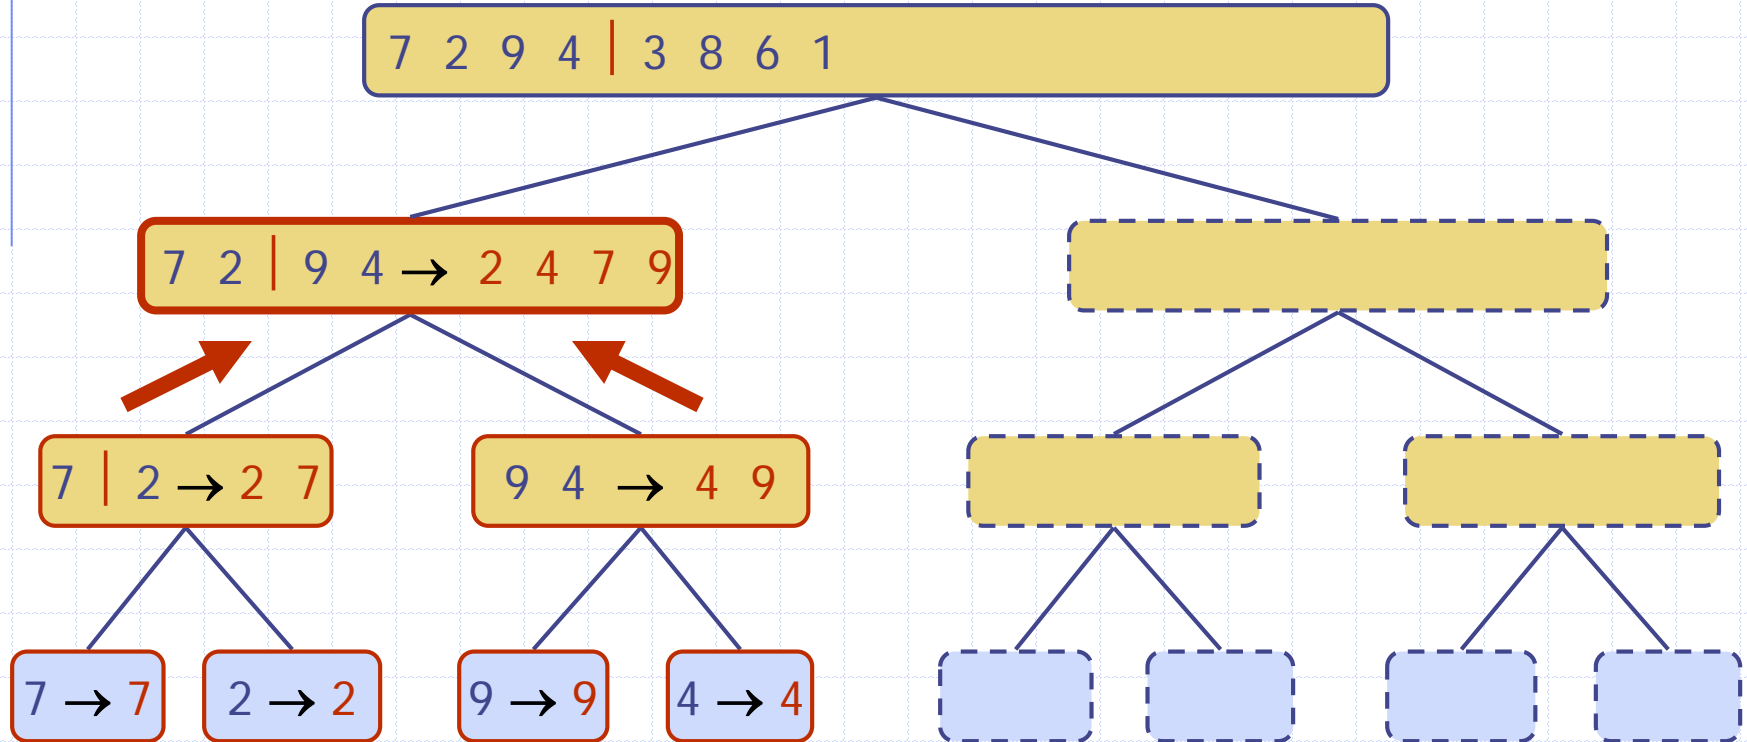 7 2 9 4 | 3 8 6 1
7 2 | 9 4 → 2 4 7 9
7 | 2 → 2 7
9 4 → 4 9
7 → 7
2 → 2
9 → 9
4 → 4